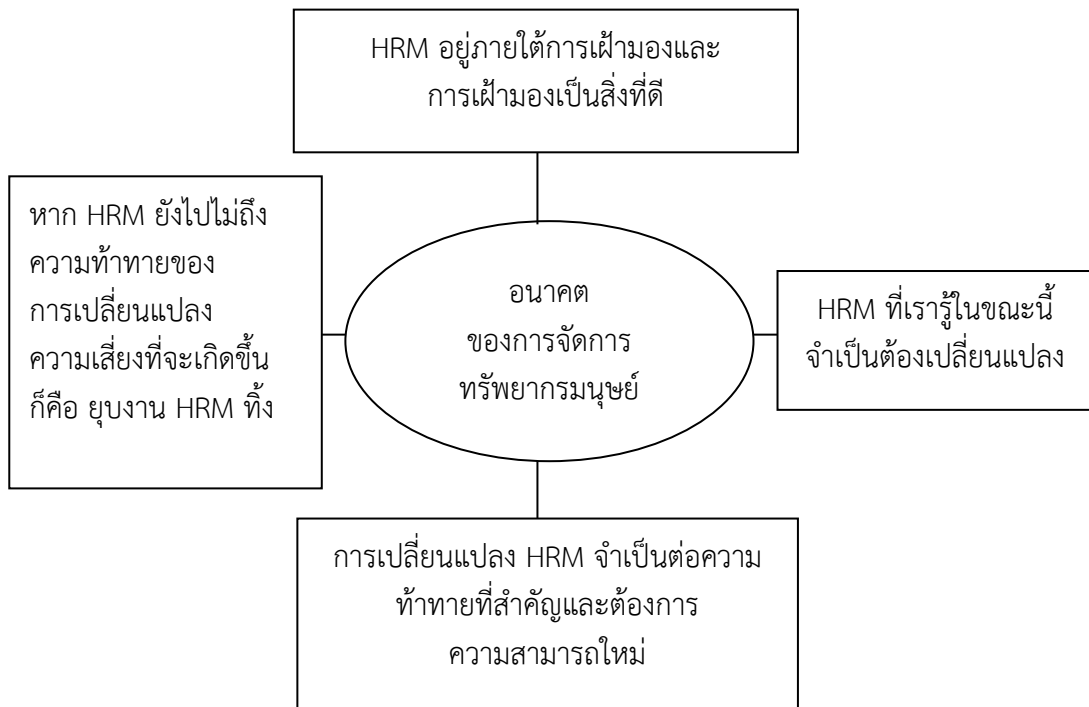 HRM อยู่ภายใต้การเฝ้ามองและ
การเฝ้ามองเป็นสิ่งที่ดี
หาก HRM ยังไปไม่ถึง
ความท้าทายของ
การเปลี่ยนแปลง
ความเสี่ยงที่จะเกิดขึ้น
ก็คือ ยุบงาน HRM ทิ้ง
อนาคต
ของการจัดการ
ทรัพยากรมนุษย์
HRM ที่เรารู้ในขณะนี้
จำเป็นต้องเปลี่ยนแปลง
การเปลี่ยนแปลง HRM จำเป็นต่อความ
ท้าทายที่สำคัญและต้องการ
ความสามารถใหม่